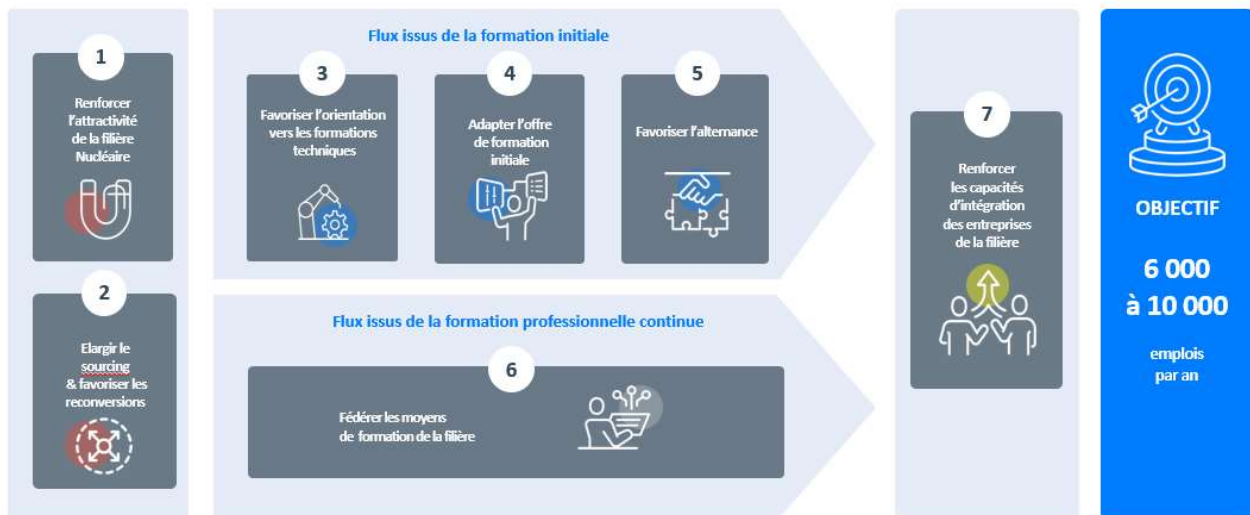 1
Renforcer
l'attractivité
de la filière
Nucléaire
2
Elargir le
sourcing
& favoriser les
reconversions
Flux issus de la formation initiale
3
Favoriser l'orientation
vers les formations
techniques
4
Adapter l'offre
de formation
initiale
5
Favoriser l'alternance
Flux issus de la formation professionnelle continue
6
Fédérer les moyens
de formation de la filière
7
Renforcer
les capacités
d'intégration
des entreprises
de la filière
OBJECTIF
6 000
à 10 000
emplois
par an